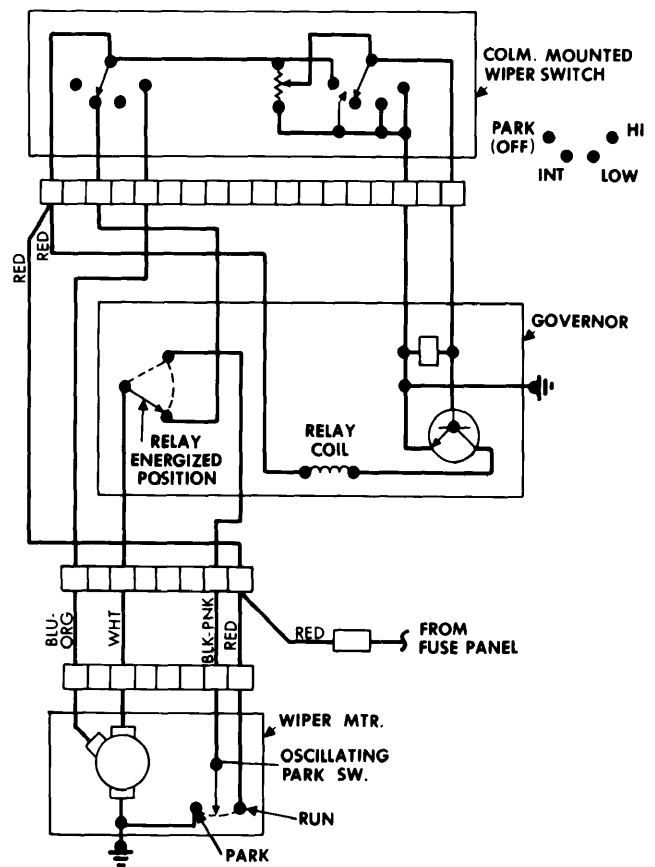 COLM. MOUNTED
WIPER SWITCH
PARK
(OFF)
HI
INT
LOW
RED
RED
GOVERNOR
RELAY
ENERGIZED
POSITION
RELAY
COIL
BLU-
ORG
WHT
BLK-PNK
RED
RED
FROM
FUSE PANEL
WIPER MTR.
OSCILLATING
PARK SW.
RUN
PARK